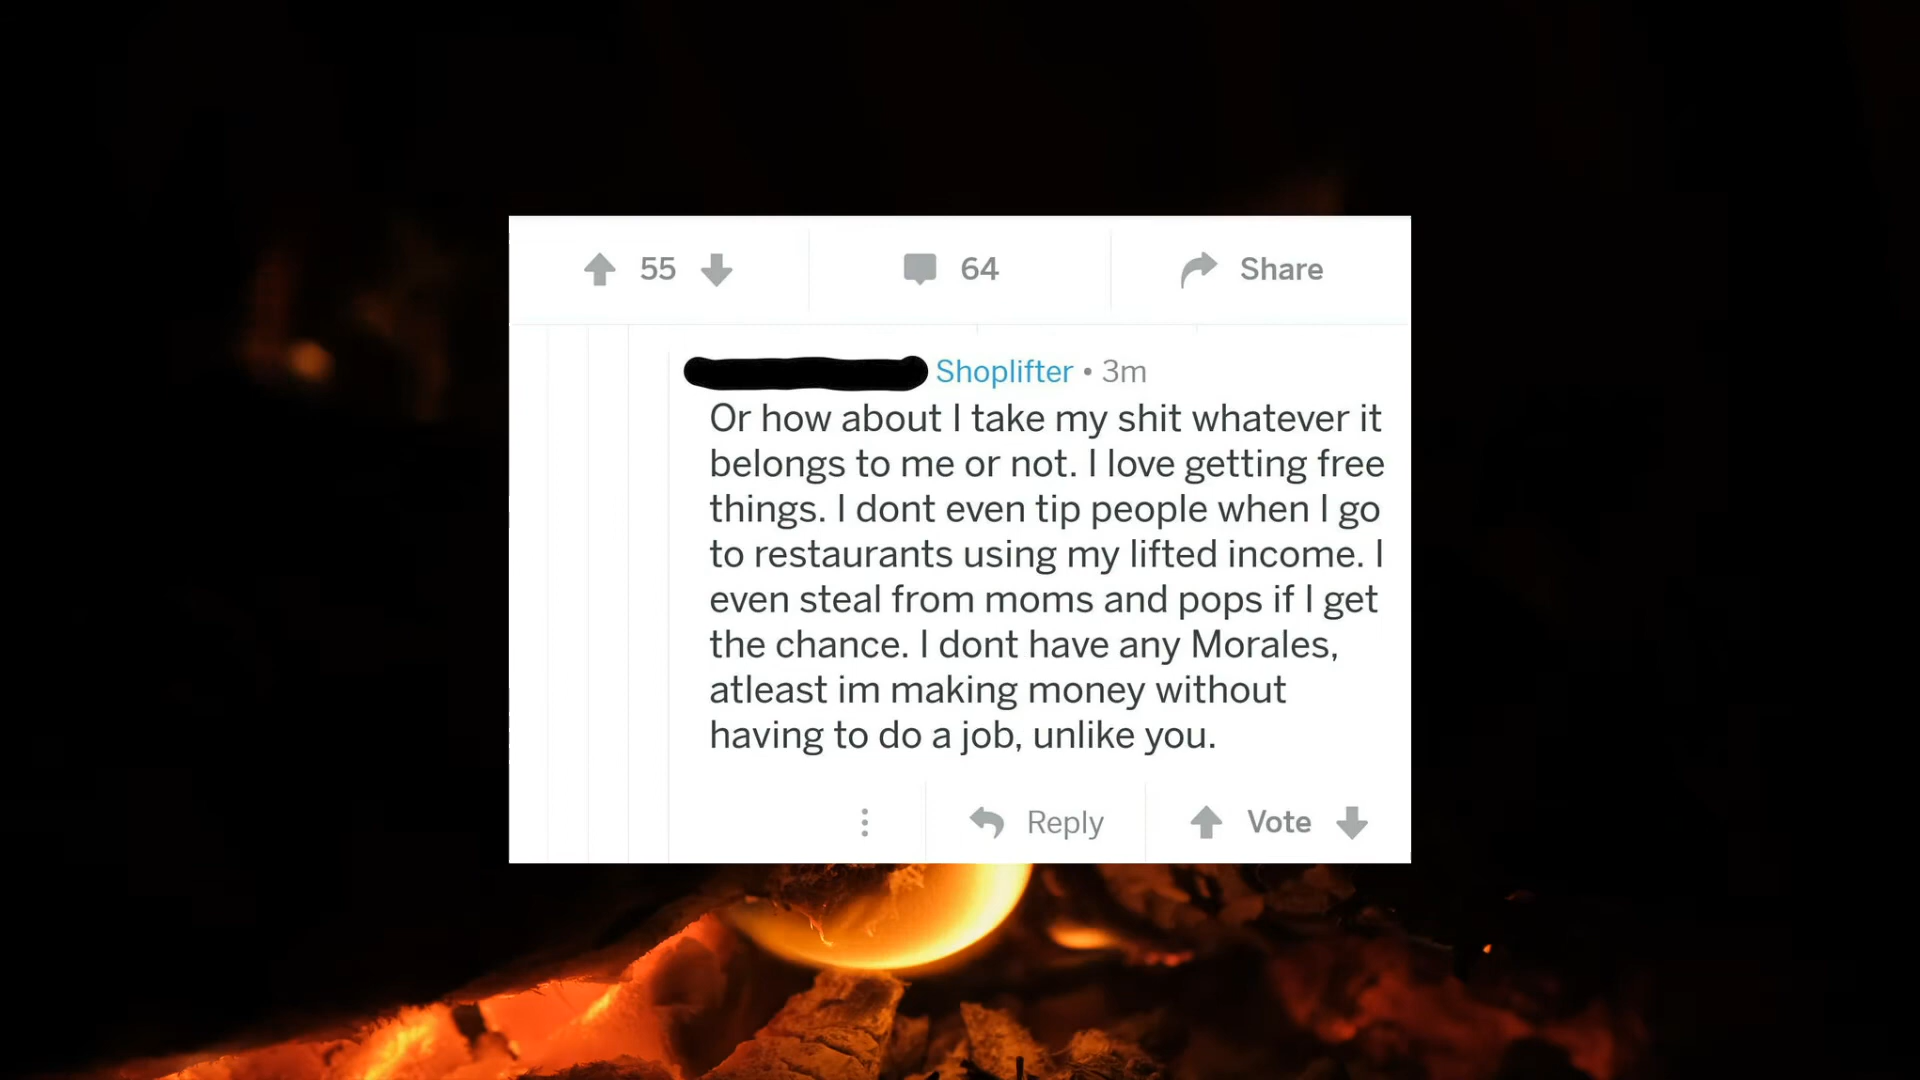 55
64
Share
Shoplifter • 3m
Or how about I take my shit whatever it
belongs to me or not. I love getting free
things. I dont even tip people when I go
to restaurants using my lifted income. I
even steal from moms and pops if I get
the chance. I dont have any Morales,
atleast im making money without
having to do a job, unlike you.
Reply
Vote